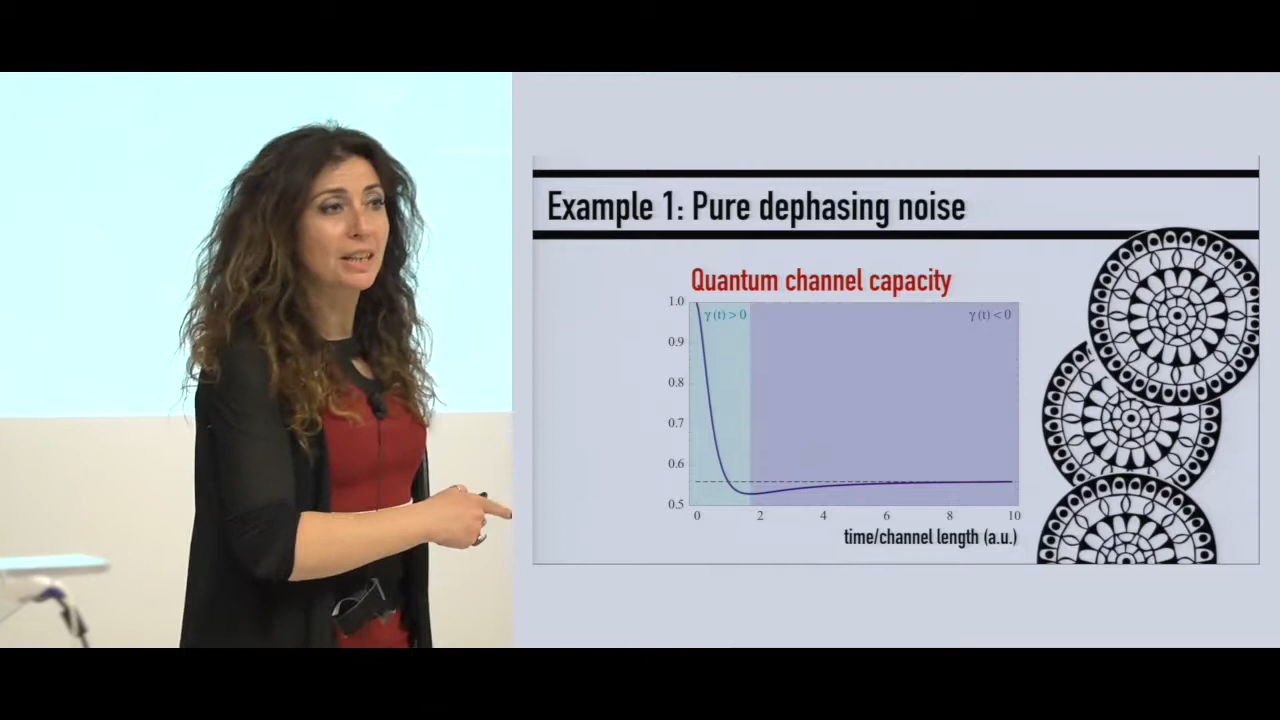 Example 1: Pure dephasing noise
Quantum channel capacity
γ(t) > 0
γ(t) < 0
1.0
0.9
0.8
0.7
0.6
0.5
0 2 4 6 8 10
time/channel length (a.u.)